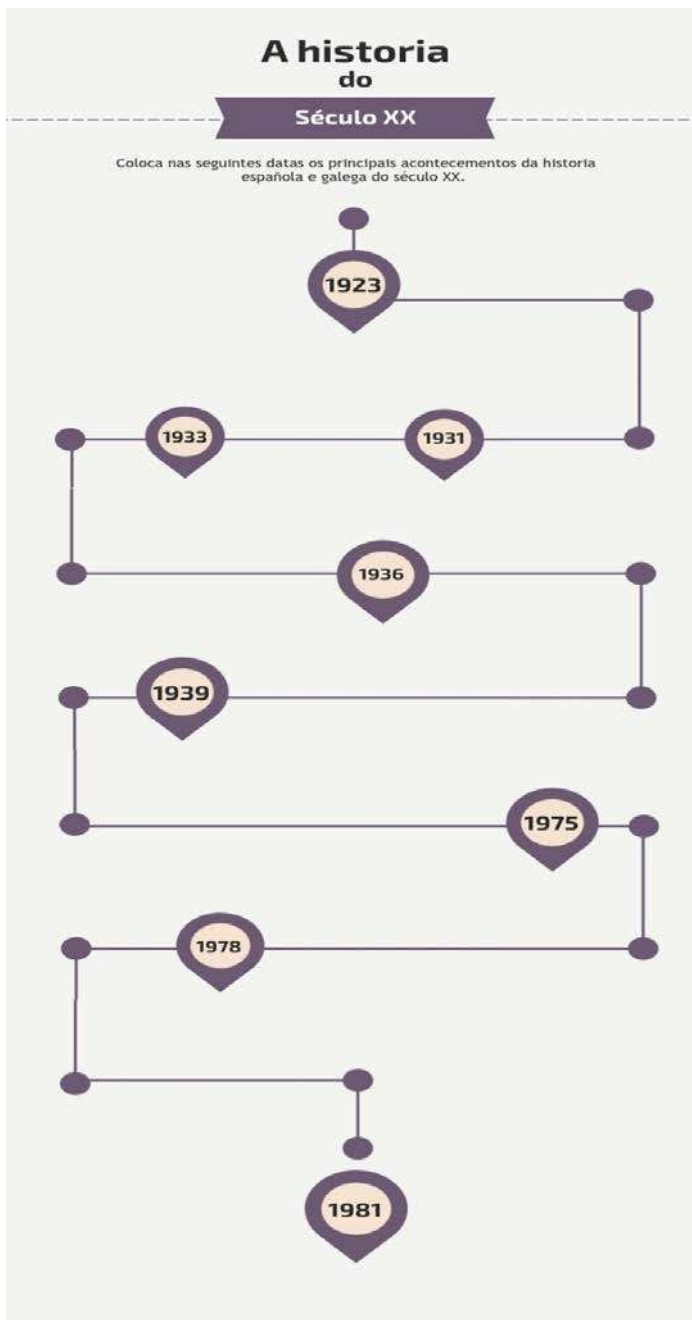 A historia
do
Século XX
Coloca nas seguintes datas os principais acontecementos da historia
española e galega do século XX.
1923
1933
1931
1936
1939
1975
1978
1981